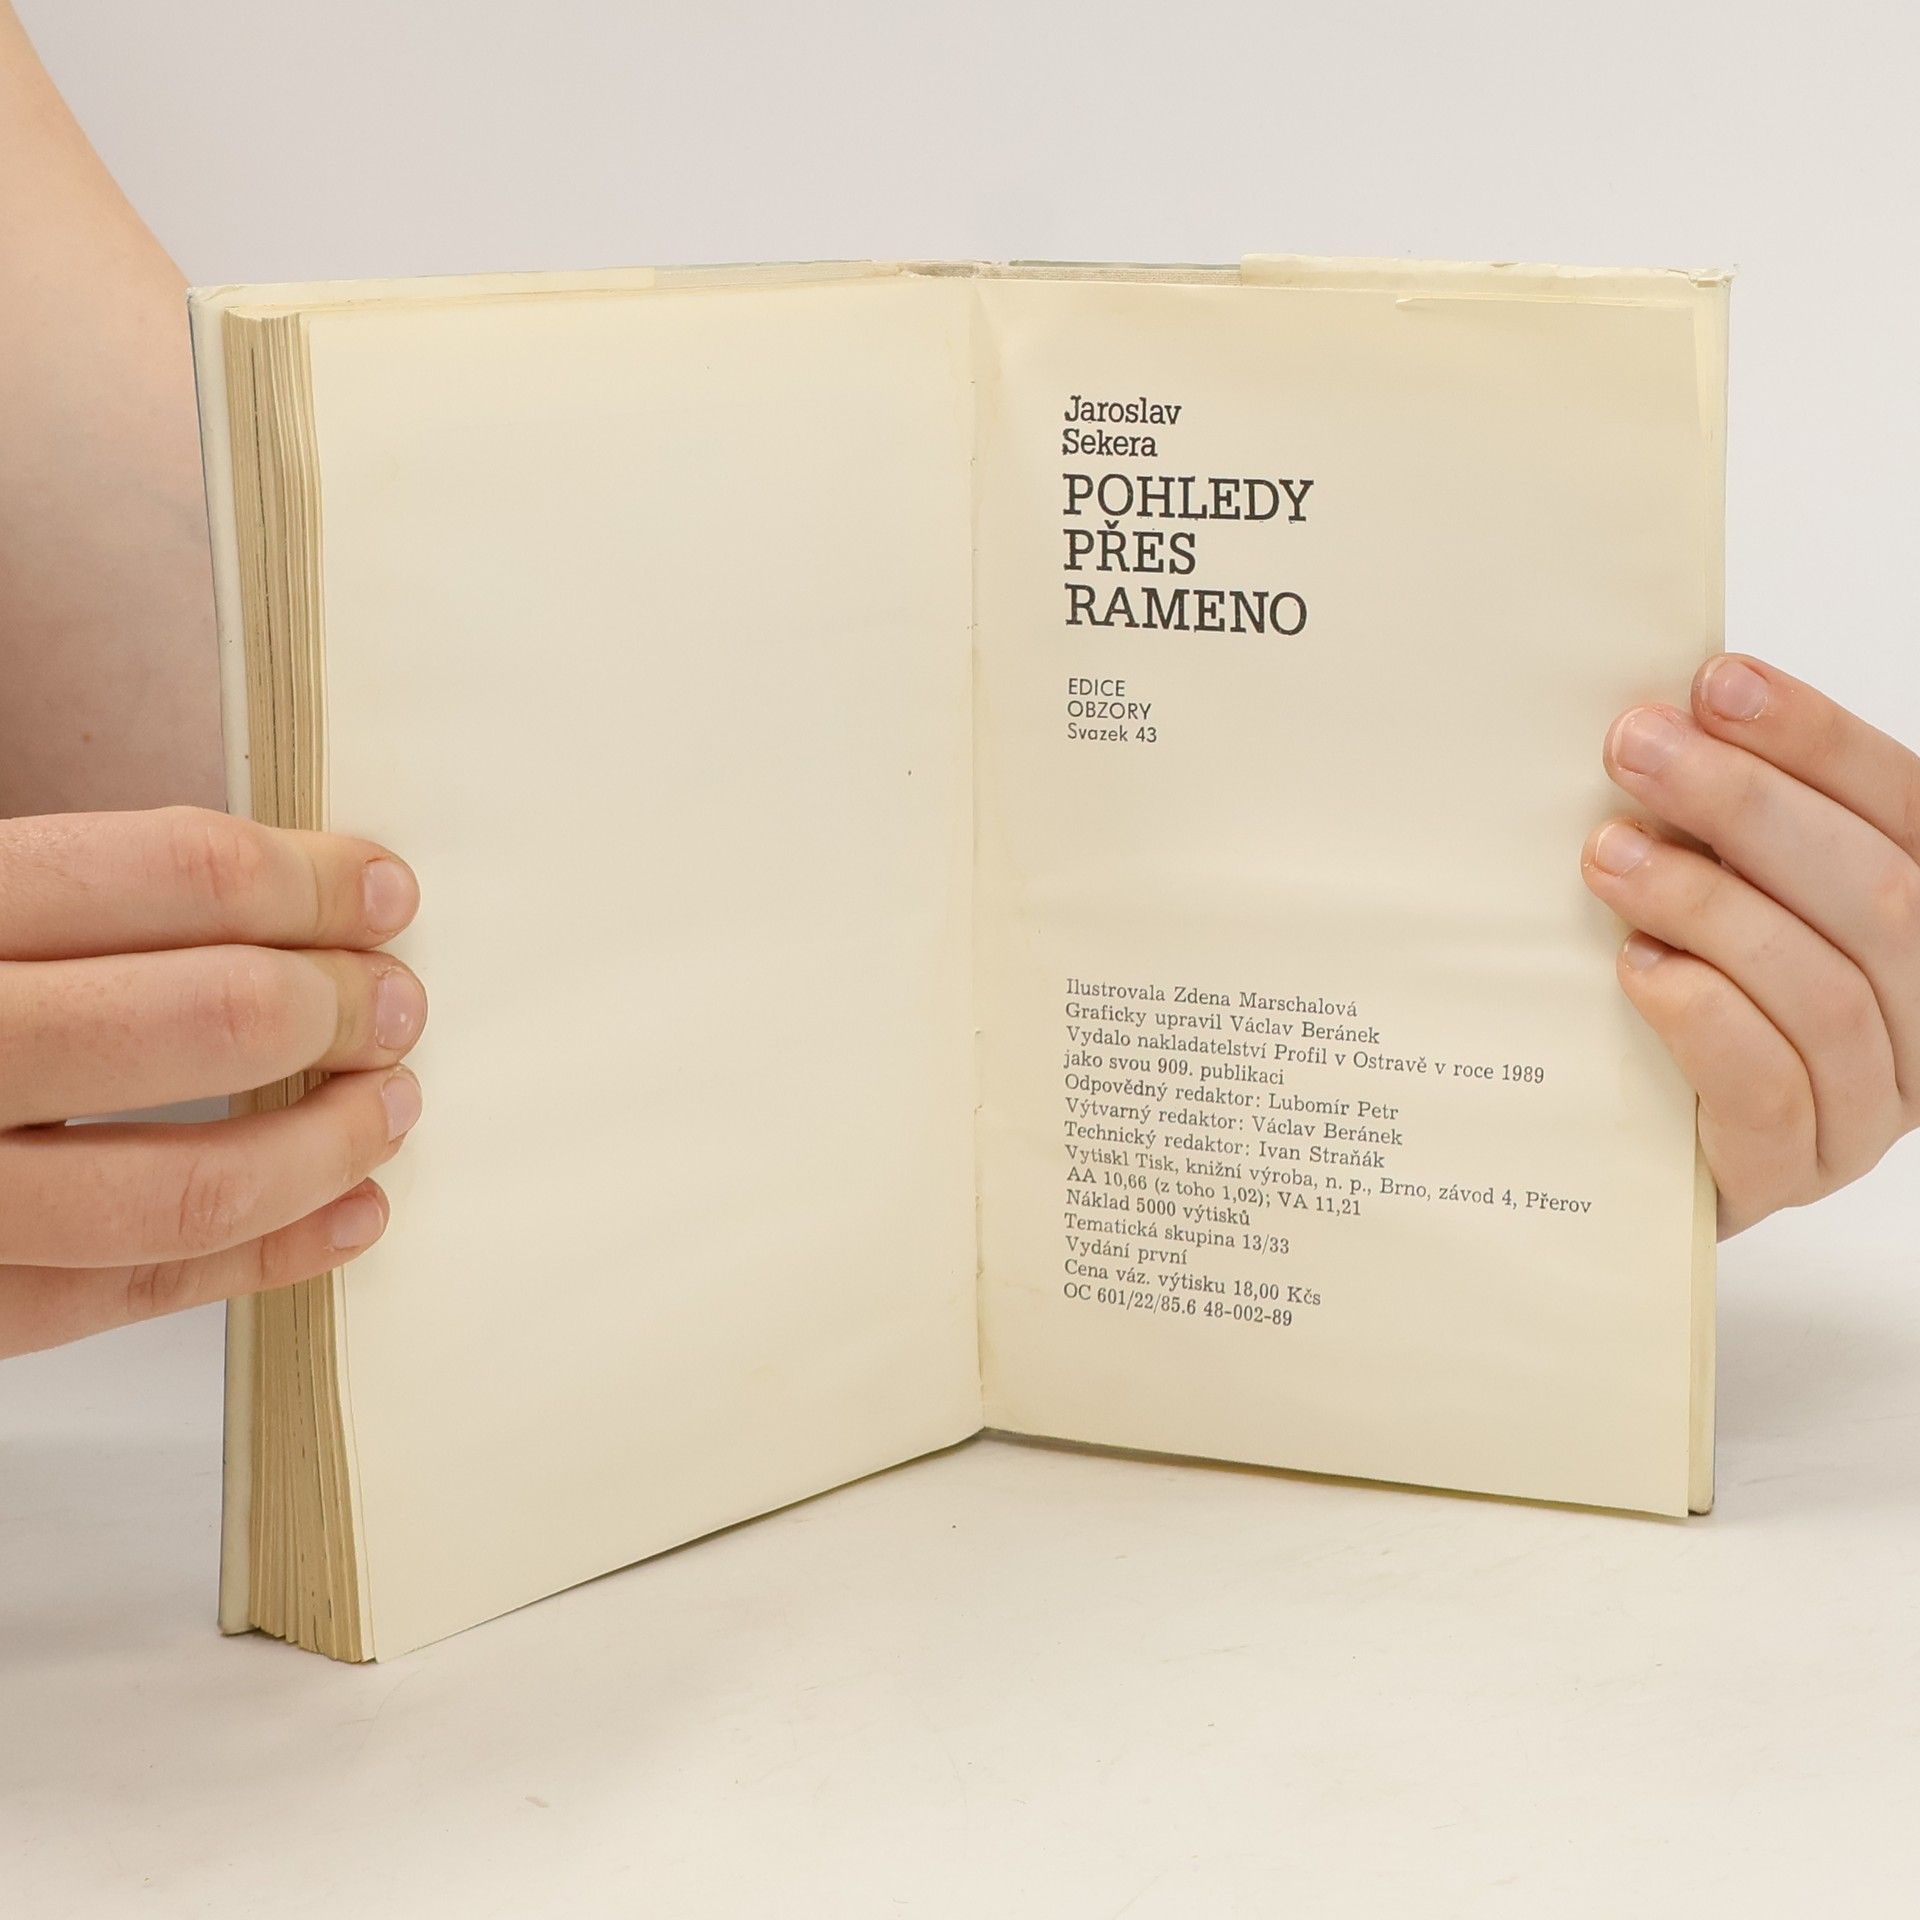 Jaroslav
Sekera
POHLEDY
PŘES
RAMENO
EDICE
OBZORY
Svazek 43
Ilustrovala Zdena Marschalová
Graficky upravil Václav Beránek
Vydalo nakladatelství Profil v Ostravě v roce 1989
jako svou 909. publikaci
Odpovědný redaktor: Lubomír Petr
Výtvarný redaktor: Václav Beránek
Technický redaktor: Ivan Straňák
Vytiskl Tisk, knižní výroba, n. p., Brno, závod 4, Přerov
AA 10,66 (z toho 1,02); VA 11,21
Náklad 5000 výtisků
Tematická skupina 13/33
Vydání první
Cena váz. výtisku 18,00 Kčs
OC 601/22/85.6 48-002-89